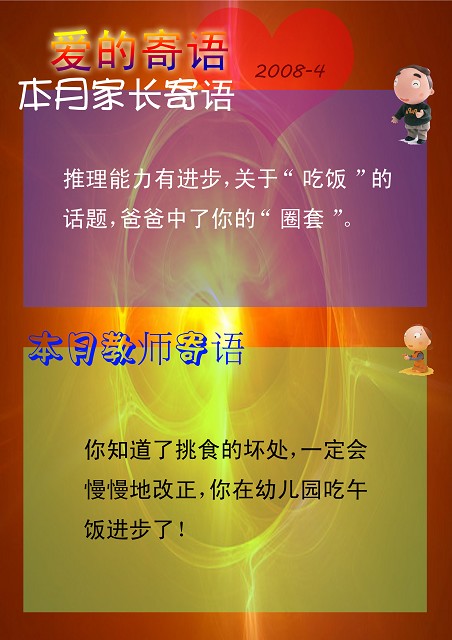 爱的寄语
2008-4
本月家长寄语
推理能力有进步，关于“吃饭”的
话题，爸爸中了你的“圈套”。
本月教师寄语
你知道了挑食的坏处，一定会
慢慢地改正，你在幼儿园吃午
饭进步了！